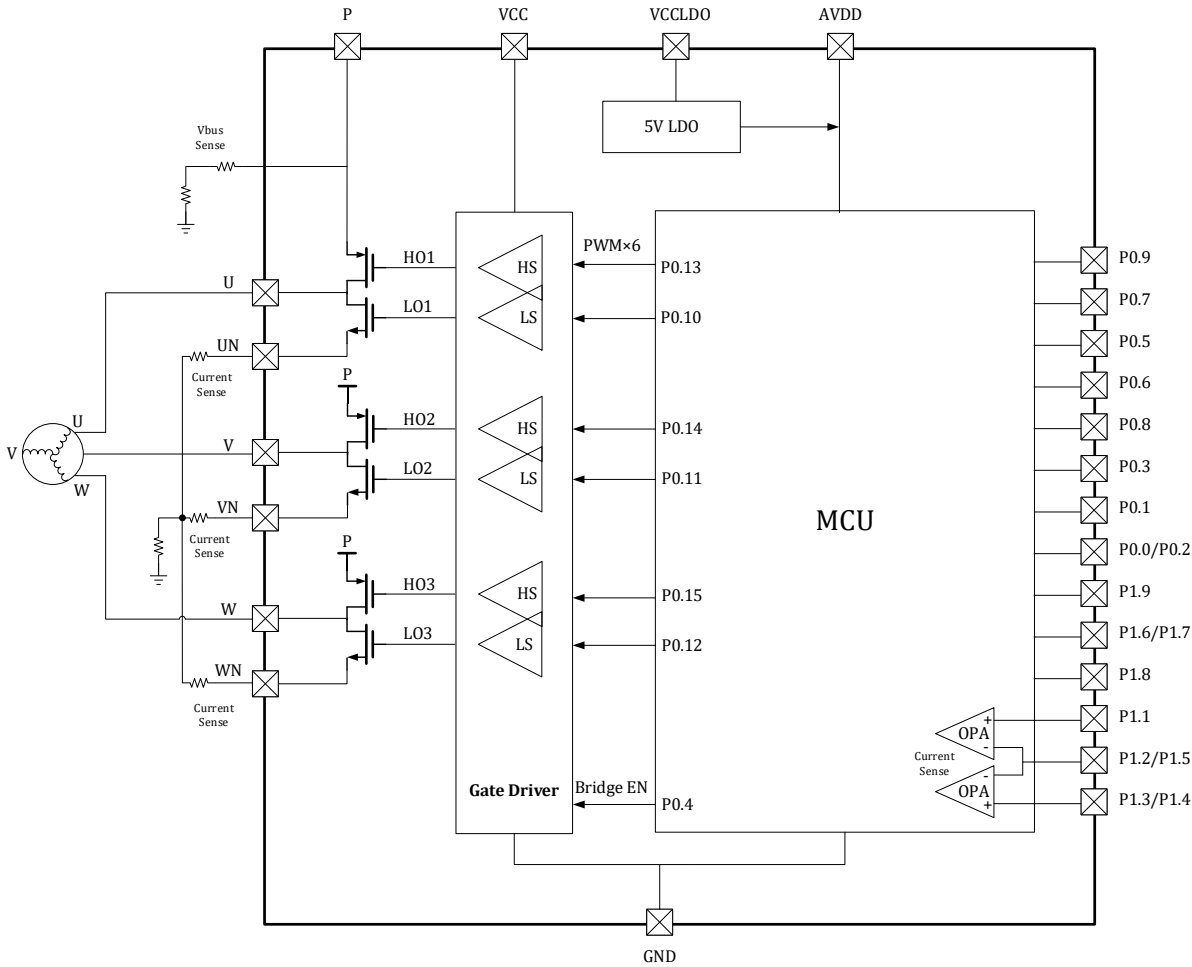 P
VCC
VCCLDO
AVDD
5V LDO
Vbus
Sense
PWM×6
HO1
HS
P0.13
P0.9
U
P0.7
LO1
LS
P0.10
UN
P0.5
Current
Sense
P
P0.6
U
HO2
HS
P0.14
P0.8
V
V
P0.3
LO2
LS
P0.11
W
VN
P0.1
MCU
Current
Sense
P
P0.0/P0.2
HO3
HS
P0.15
P1.9
W
LO3
LS
P0.12
P1.6/P1.7
WN
P1.8
Current
Sense
P1.1
+
OPA
-
Current
Sense
P1.2/P1.5
-
OPA
+
P1.3/P1.4
Gate Driver
Bridge EN
P0.4
GND